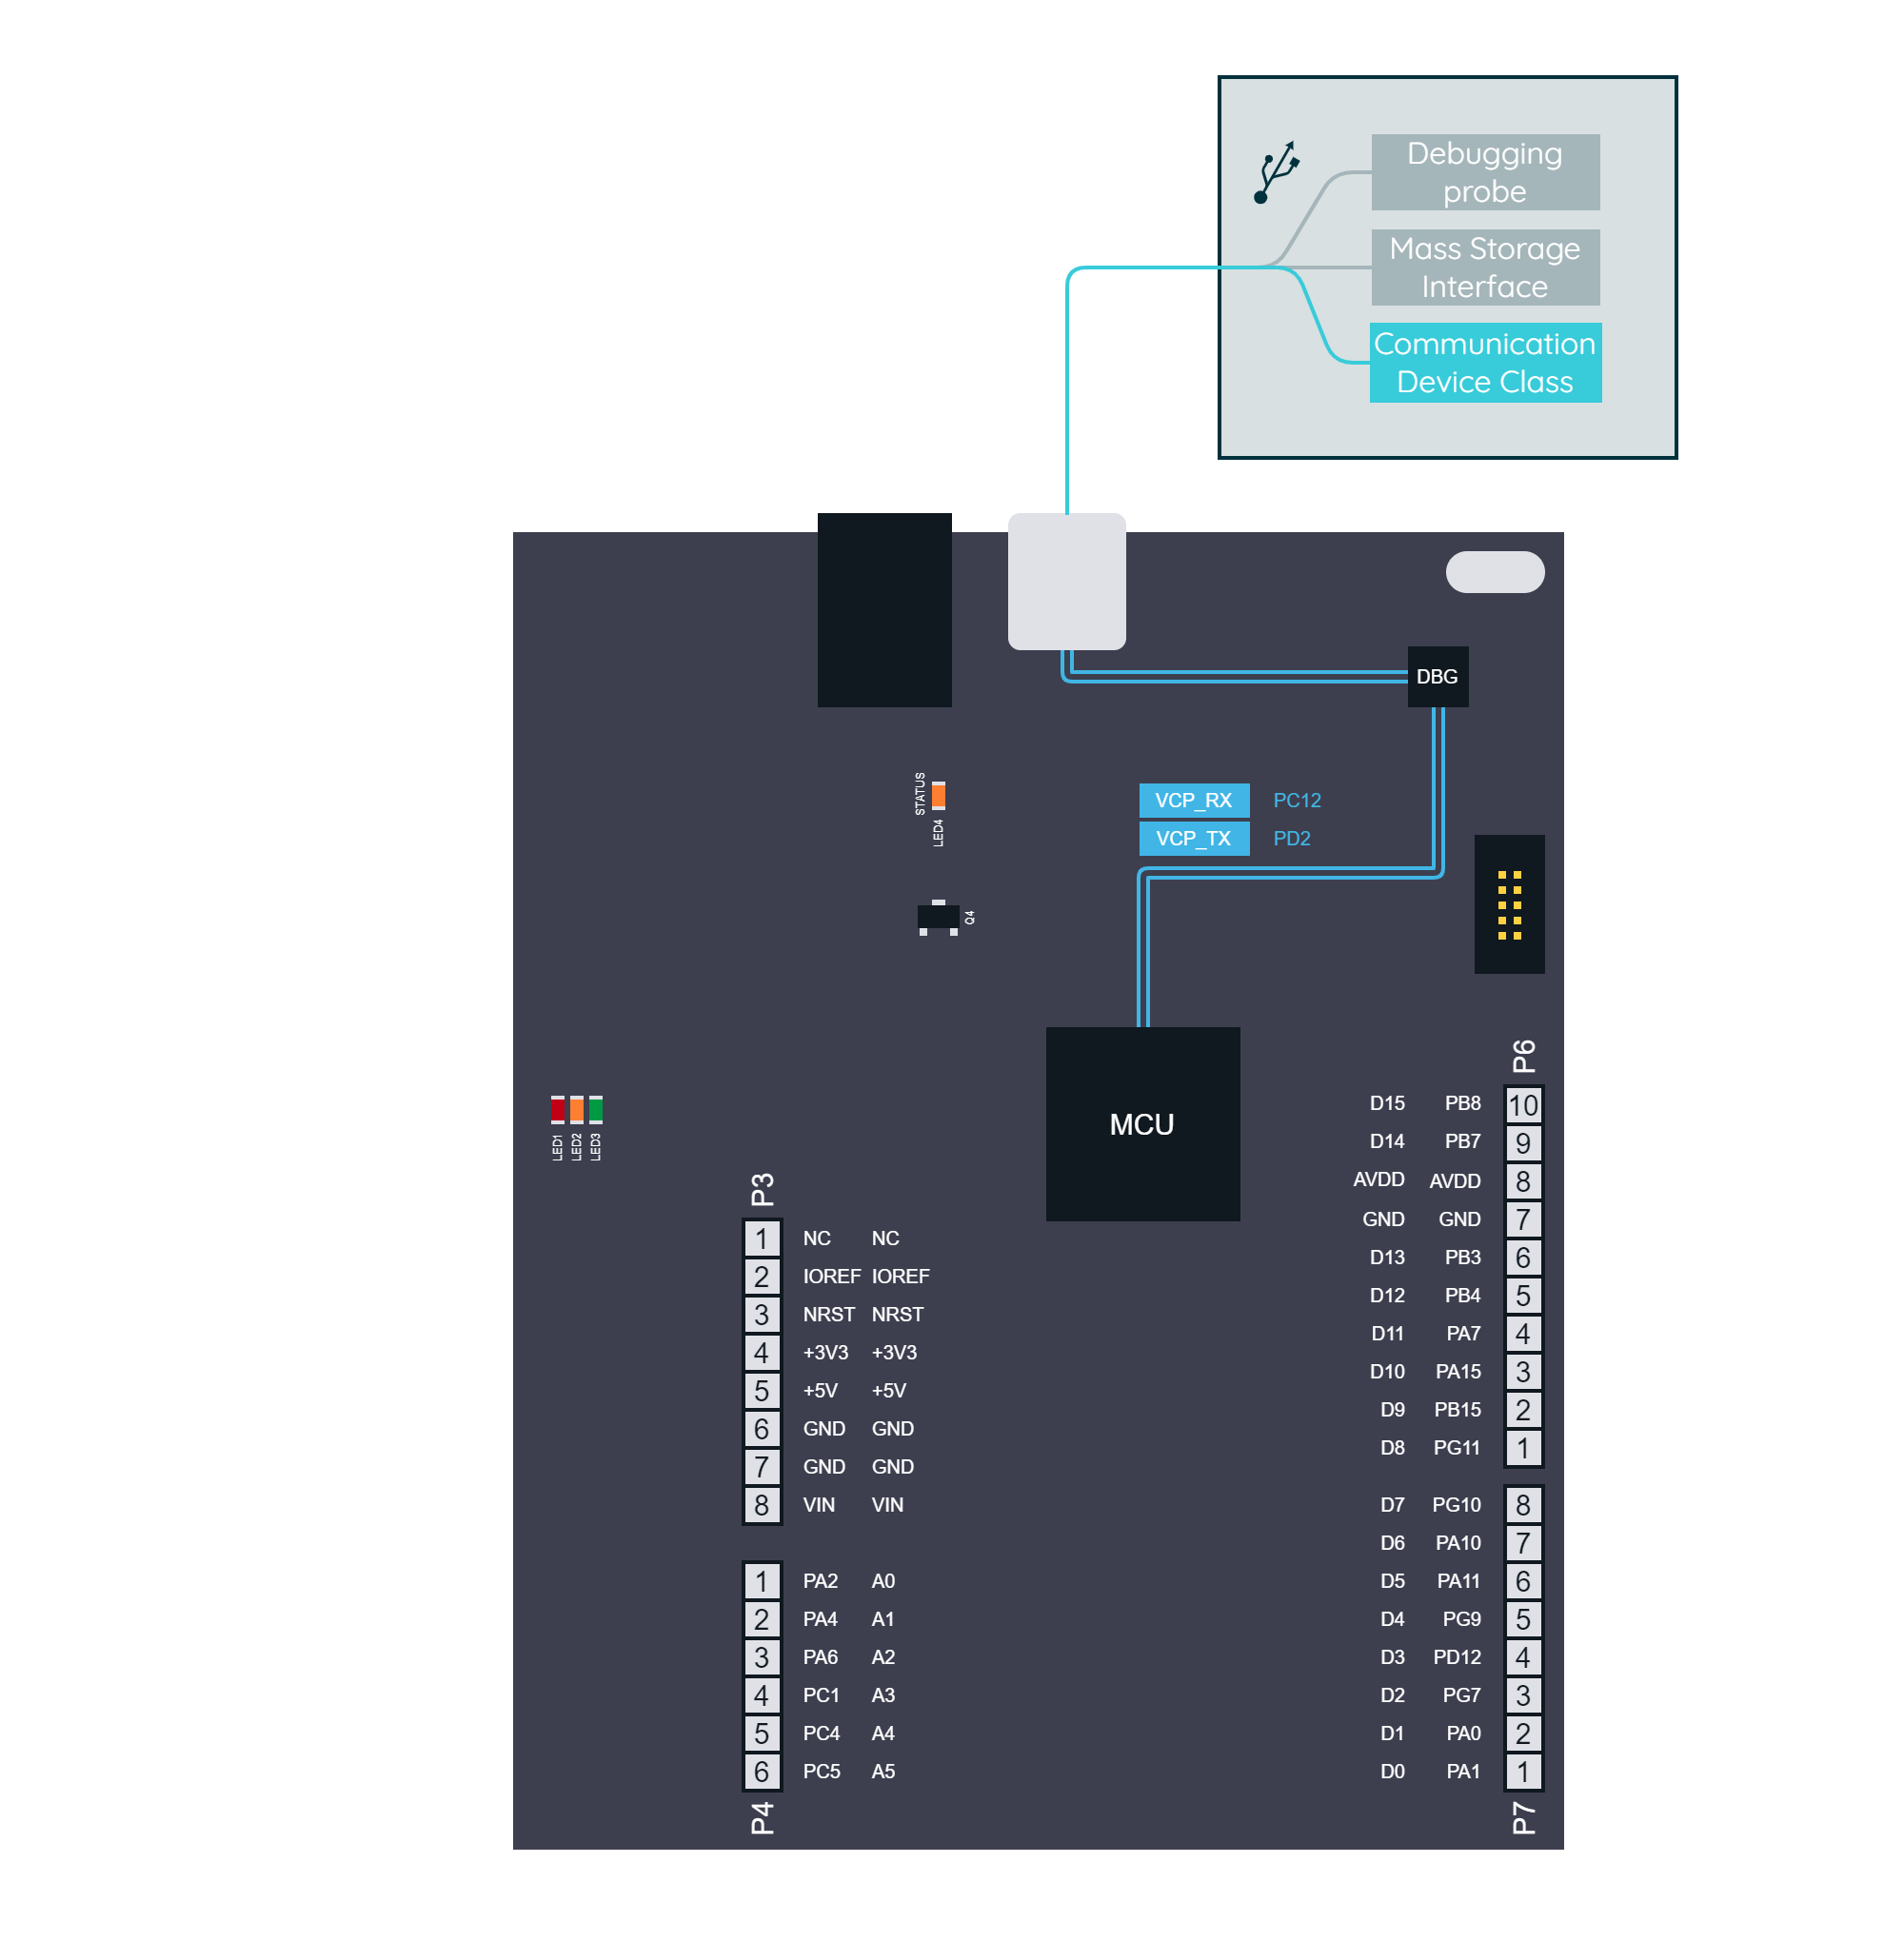 Debugging
probe
Mass Storage
Interface
Communication
Device Class
DBG
STATUS
LED4
VCP_RX PC12
VCP_TX PD2
Q4
MCU
LED1
LED2
LED3
P3
1 NC NC
2 IOREF IOREF
3 NRST NRST
4 +3V3 +3V3
5 +5V +5V
6 GND GND
7 GND GND
8 VIN VIN
1 PA2 A0
2 PA4 A1
3 PA6 A2
4 PC1 A3
5 PC4 A4
6 PC5 A5
P4
P6
D15 PB8 10
D14 PB7 9
AVDD AVDD 8
GND GND 7
D13 PB3 6
D12 PB4 5
D11 PA7 4
D10 PA15 3
D9 PB15 2
D8 PG11 1
D7 PG10 8
D6 PA10 7
D5 PA11 6
D4 PG9 5
D3 PD12 4
D2 PG7 3
D1 PA0 2
D0 PA1 1
P7